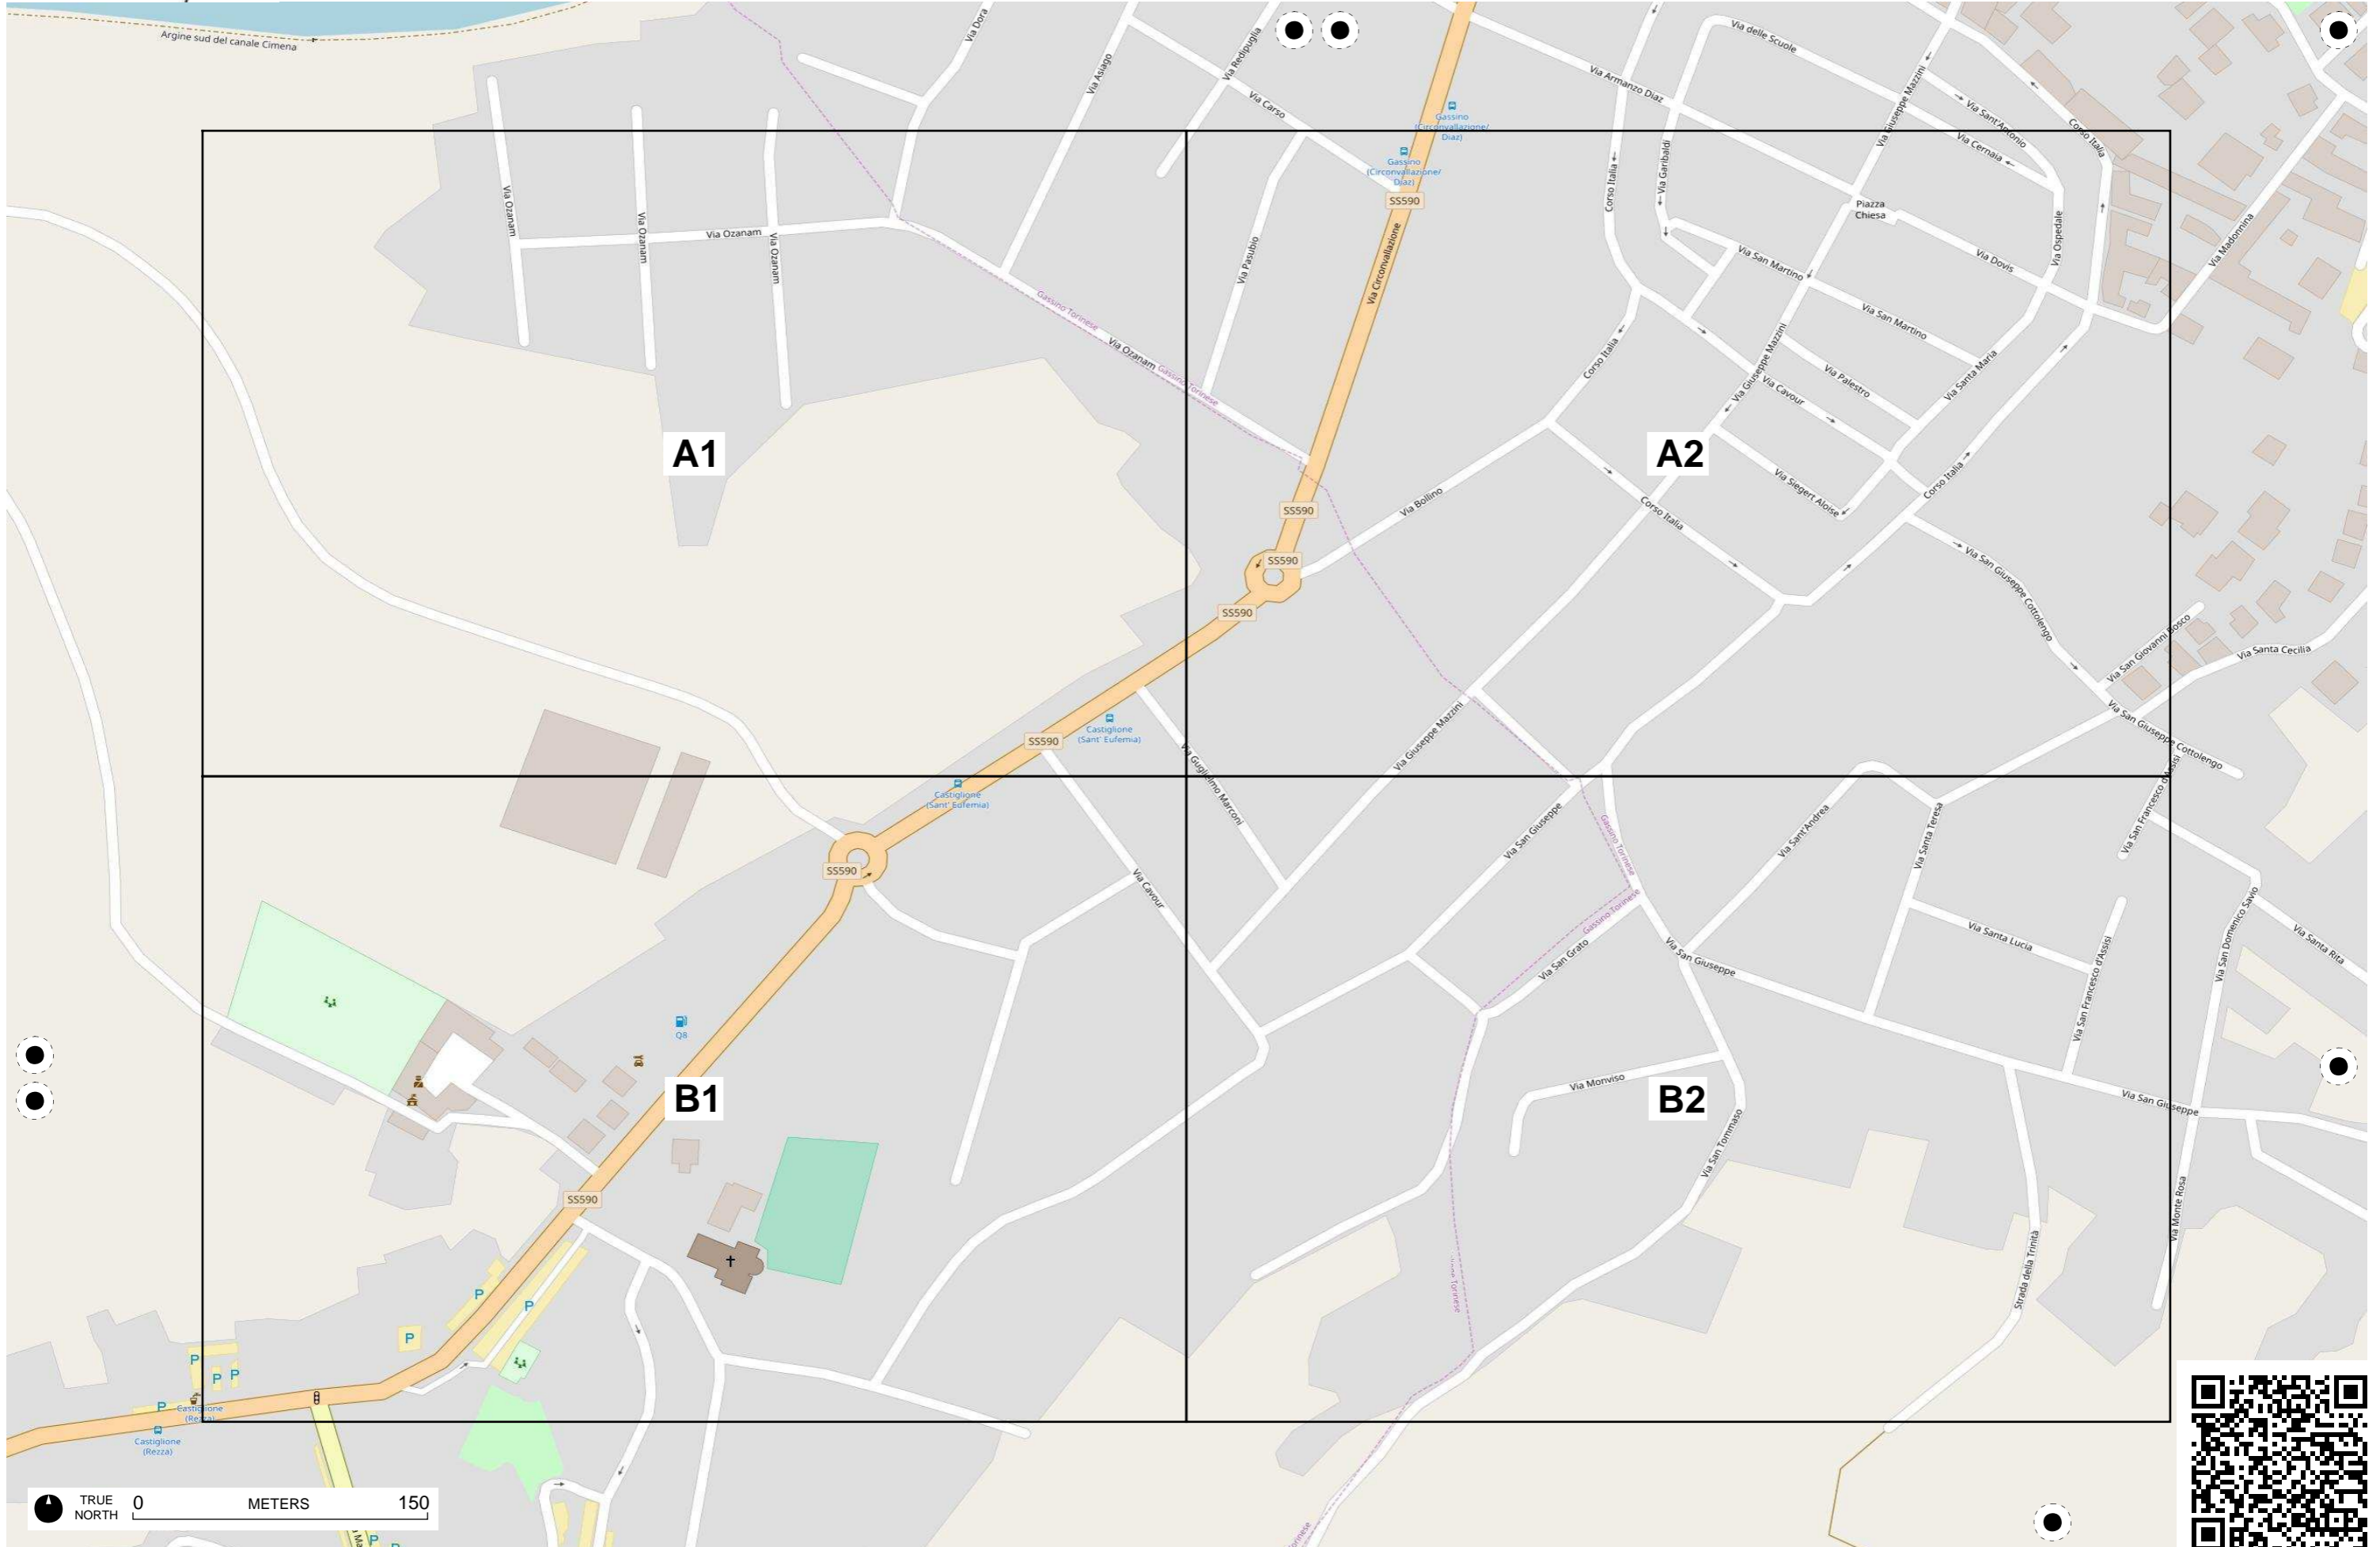 Argine sud del canale Cimena
Via Dora
Via Asiago
Via Redipuglia
Via Carso
Via delle Scuole
Via Armanzo Diaz
Via Giuseppe Mazzini
Via Sant'Antonio
Via Cernaia
Corso Italia
Gassino
(Circonvallazione/
Diaz)
Gassino
(Circonvallazione/
Diaz)
SS590
Corso Italia
Via Garibaldi
Piazza
Chiesa
Via Ospedale
Via Dovis
Via Madonnina
Via Ozanam
Via Ozanam
Via Ozanam
Via Ozanam
Via Pasubio
Via Circonvallazione
Via San Martino
Via San Martino
Gassino Torinese
Via Ozanam
Gassino Torinese
Corso Italia
Via Giuseppe Mazzini
Via Palestro
Via Cavour
Via Santa Maria
A1
A2
Via Siegert Aloise
Corso Italia
Via Bollino
Corso Italia
SS590
SS590
SS590
Via San Giuseppe Cottolengo
Via San Giovanni Bosco
Via Santa Cecilia
Via San Giuseppe Cottolengo
Castiglione
(Sant' Eufemia)
SS590
Via Giuseppe Mazzini
Via Guglielmo Marconi
Castiglione
(Sant' Eufemia)
Via San Francesco d'Assisi
Via San Giuseppe
Gassino Torinese
Via Sant'Andrea
Via Santa Teresa
SS590
Via Cavour
Gassino Torinese
Via San Grato
Via San Giuseppe
Via Santa Lucia
Via San Francesco d'Assisi
Via San Domenico Savio
Via Santa Rita
Q8
B1
B2
Via Monviso
Via San Tommaso
Via San Giuseppe
SS590
Via Monte Rosa
Strada della Trinità
Torinese
P
P
P
P
P
P
P
Castiglione
(Rezza)
Castiglione
(Rezza)
TRUE
NORTH
0
METERS
150
P